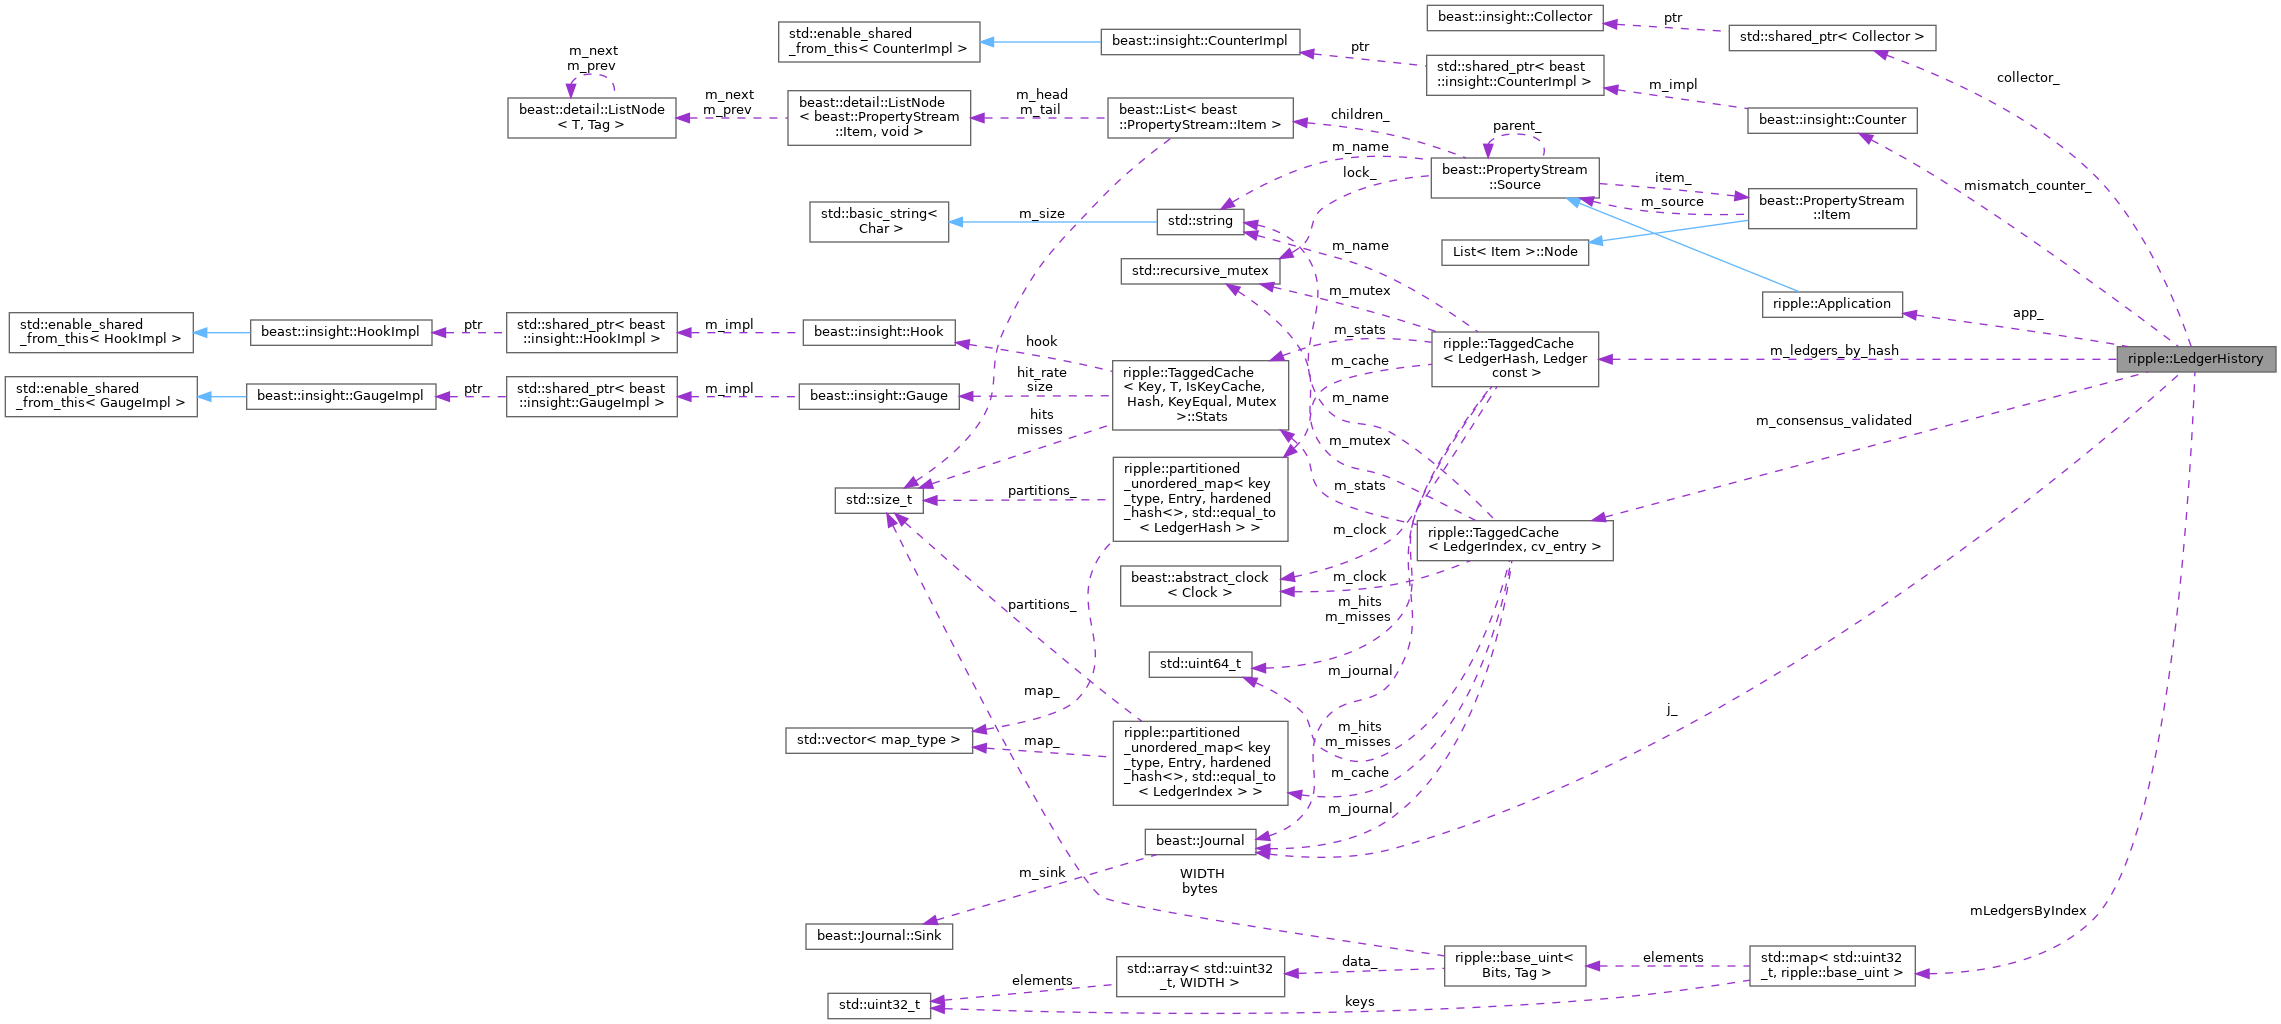 beast::insight::Collector
ptr
std::shared_ptr< Collector >
std::enable_shared
_from_this< CounterImpl >
beast::insight::CounterImpl
ptr
std::shared_ptr< beast
::insight::CounterImpl >
m_impl
collector_
m_next
m_prev
beast::detail::ListNode
< T, Tag >
m_next
m_prev
beast::detail::ListNode
< beast::PropertyStream
::Item, void >
m_head
m_tail
beast::List< beast
::PropertyStream::Item >
children_
parent_
beast::insight::Counter
m_name
lock_
beast::PropertyStream
::Source
item_
m_source
beast::PropertyStream
::Item
mismatch_counter_
std::basic_string<
Char >
m_size
std::string
m_name
List< Item >::Node
std::recursive_mutex
m_mutex
ripple::Application
app_
std::enable_shared
_from_this< HookImpl >
beast::insight::HookImpl
ptr
std::shared_ptr< beast
::insight::HookImpl >
m_impl
beast::insight::Hook
hook
m_stats
m_cache
ripple::TaggedCache
< LedgerHash, Ledger
const >
m_ledgers_by_hash
ripple::LedgerHistory
std::enable_shared
_from_this< GaugeImpl >
beast::insight::GaugeImpl
ptr
std::shared_ptr< beast
::insight::GaugeImpl >
m_impl
beast::insight::Gauge
hit_rate
size
hits
misses
ripple::TaggedCache
< Key, T, IsKeyCache,
Hash, KeyEqual, Mutex
>::Stats
m_name
m_mutex
m_stats
m_consensus_validated
std::size_t
partitions_
ripple::partitioned
_unordered_map< key
_type, Entry, hardened
_hash<>, std::equal_to
< LedgerHash > >
m_clock
ripple::TaggedCache
< LedgerIndex, cv_entry >
beast::abstract_clock
< Clock >
m_clock
m_hits
m_misses
partitions_
std::uint64_t
m_journal
map_
j_
std::vector< map_type >
map_
ripple::partitioned
_unordered_map< key
_type, Entry, hardened
_hash<>, std::equal_to
< LedgerIndex > >
m_hits
m_misses
m_cache
m_journal
beast::Journal
m_sink
WIDTH
bytes
beast::Journal::Sink
mLedgersByIndex
std::uint32_t
elements
std::array< std::uint32
_t, WIDTH >
data_
ripple::base_uint<
Bits, Tag >
elements
std::map< std::uint32
_t, ripple::base_uint >
keys